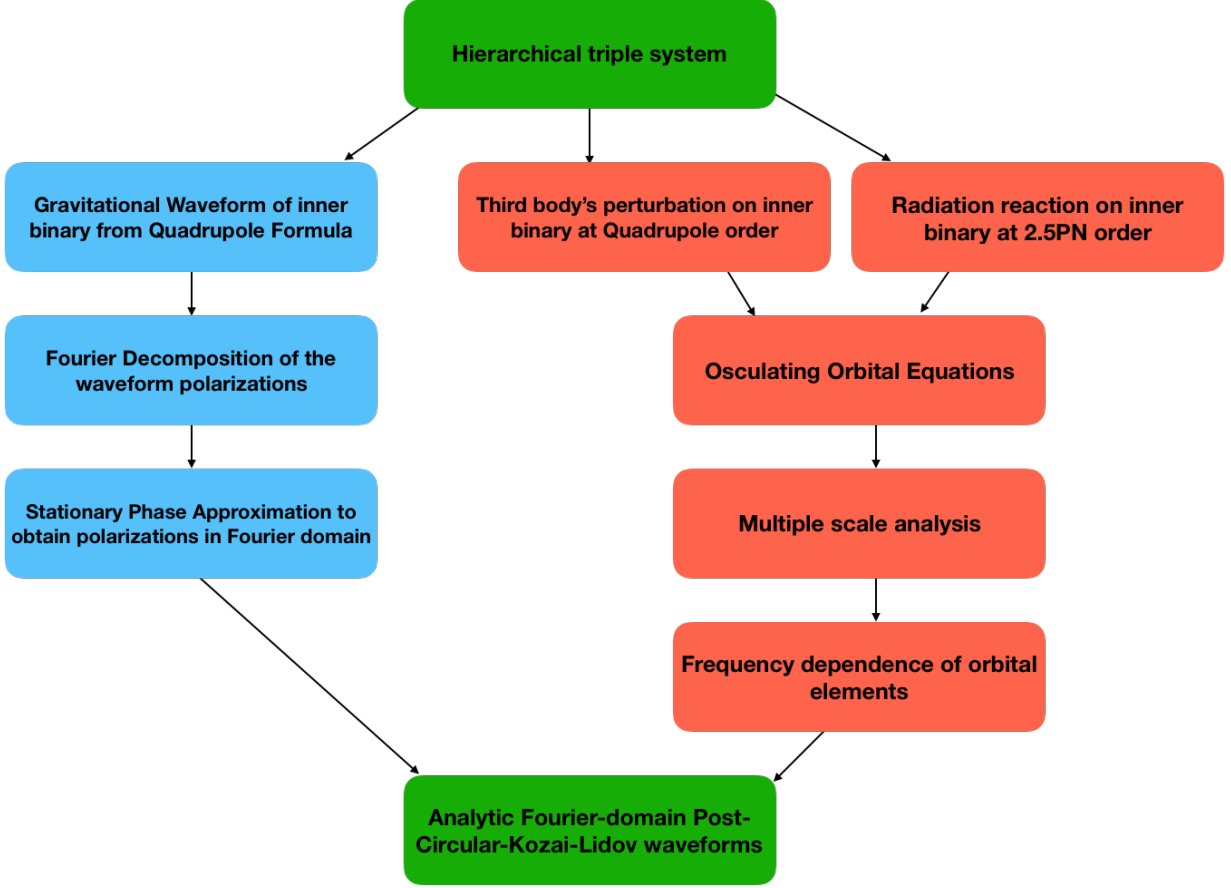 Hierarchical triple system
Gravitational Waveform of inner
binary from Quadrupole Formula
Third body’s perturbation on inner
binary at Quadrupole order
Radiation reaction on inner
binary at 2.5PN order
Fourier Decomposition of the
waveform polarizations
Osculating Orbital Equations
Stationary Phase Approximation to
obtain polarizations in Fourier domain
Multiple scale analysis
Frequency dependence of orbital
elements
Analytic Fourier-domain Post-
Circular-Kozai-Lidov waveforms